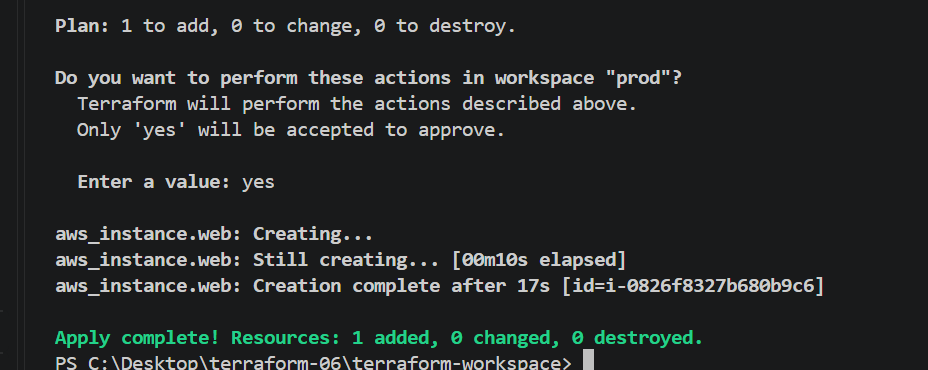 Plan: 1 to add, 0 to change, 0 to destroy.
Do you want to perform these actions in workspace "prod"?
Terraform will perform the actions described above.
Only 'yes' will be accepted to approve.
Enter a value: yes
aws_instance.web: Creating...
aws_instance.web: Still creating... [00m10s elapsed]
aws_instance.web: Creation complete after 17s [id=i-0826f8327b680b9c6]
Apply complete! Resources: 1 added, 0 changed, 0 destroyed.
PS C:\Desktop\terraform-06\terraform-workspace>